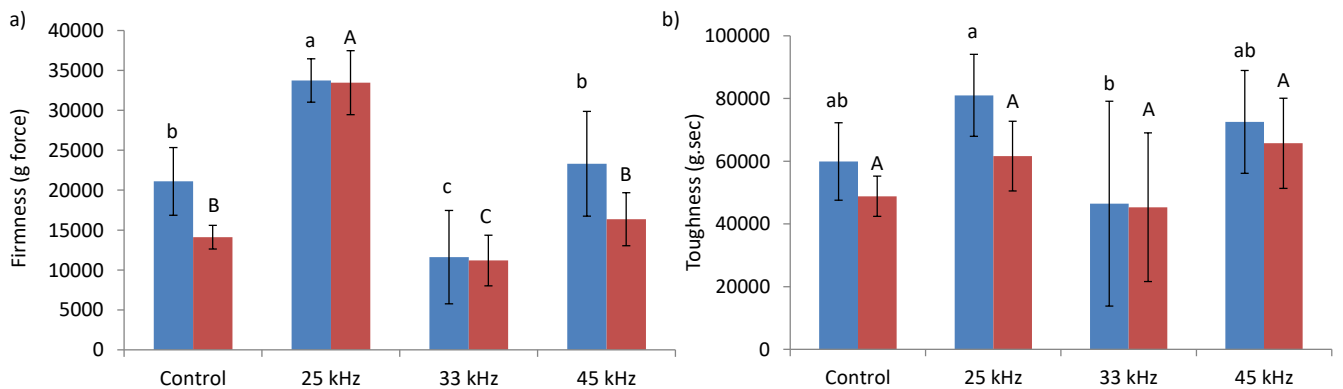 a)
Firmness (g force)
40000
35000
30000
25000
20000
15000
10000
5000
0
b
B
a
A
c
C
b
B
Control 25 kHz 33 kHz 45 kHz
b)
Toughness (g.sec)
100000
80000
60000
40000
20000
0
ab
A
a
A
b
A
ab
A
Control 25 kHz 33 kHz 45 kHz